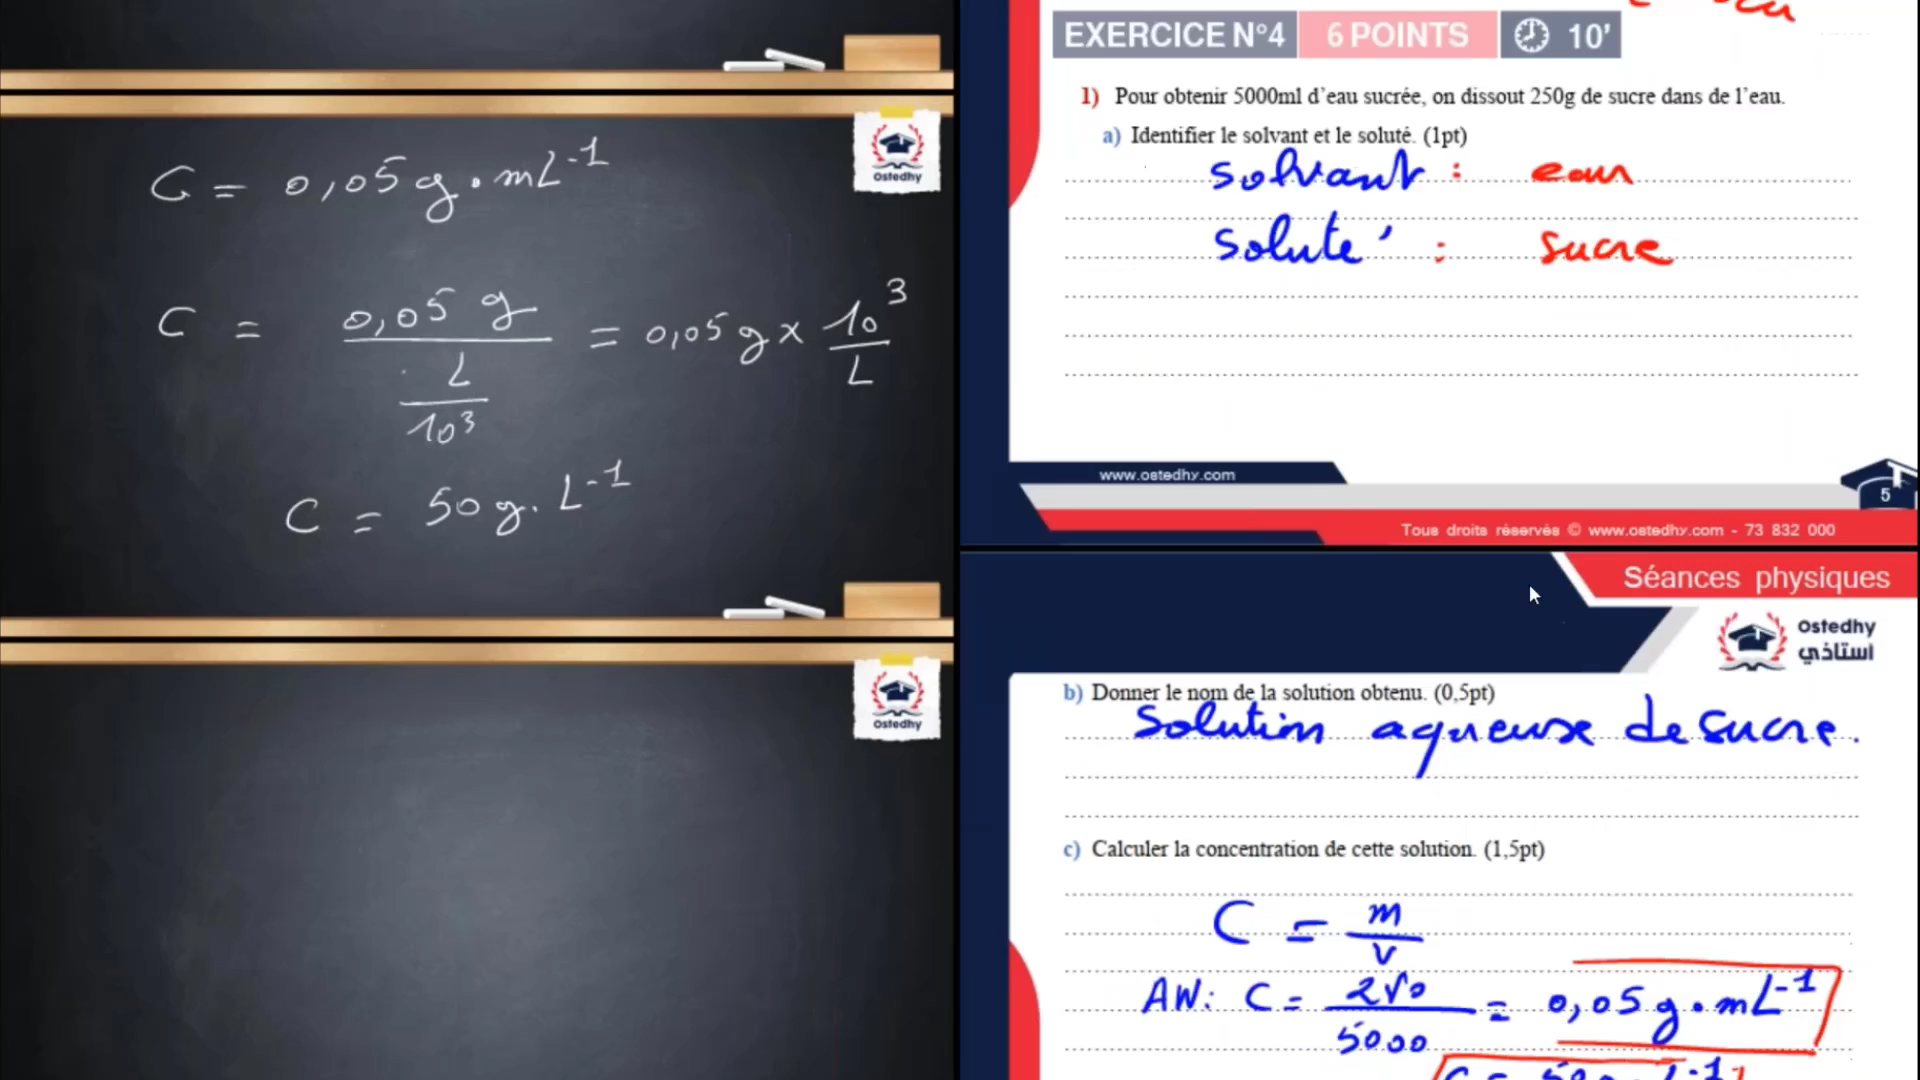 C = 0,05 g . mL-1
C = 0,05 g / L / 10³ = 0,05 g × 10³ / L
C = 50 g . L-1
Ostedhy
Ostedhy
EXERCICE N°4 6 POINTS 10'
1) Pour obtenir 5000ml d'eau sucrée, on dissout 250g de sucre dans de l'eau.
a) Identifier le solvant et le soluté. (1pt)
Solvant : eau
Soluté : sucre
www.ostedhy.com
5
Tous droits réservés © www.ostedhy.com - 73 832 000
Séances physiques
Ostedhy
أستاذي
b) Donner le nom de la solution obtenu. (0,5pt)
Solution aqueuse de sucre.
c) Calculer la concentration de cette solution. (1,5pt)
C = m / v
AN: C = 250 / 5000 = 0,05 g . mL-1